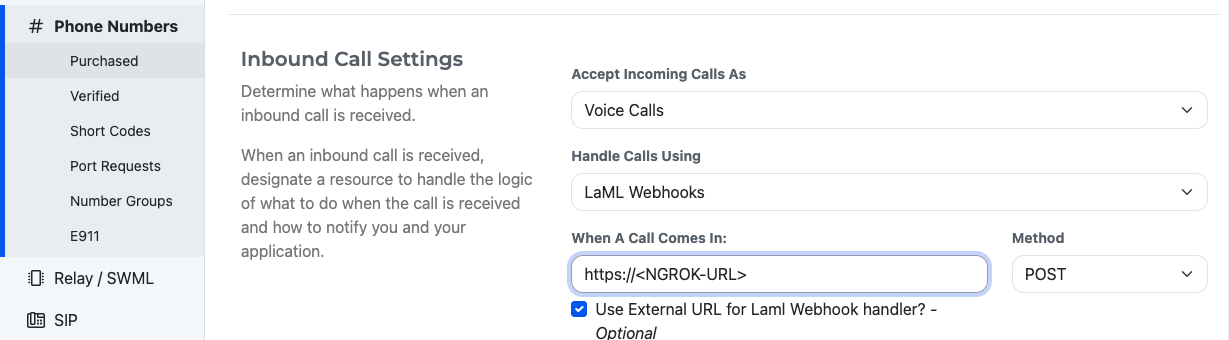 # Phone Numbers
Purchased
Verified
Short Codes
Port Requests
Number Groups
E911
Relay / SWML
SIP
Inbound Call Settings
Determine what happens when an
inbound call is received.
When an inbound call is received,
designate a resource to handle the logic
of what to do when the call is received
and how to notify you and your
application.
Accept Incoming Calls As
Voice Calls
Handle Calls Using
LaML Webhooks
When A Call Comes In:
https://<NGROK-URL>
Method
POST
Use External URL for Laml Webhook handler? -
Optional